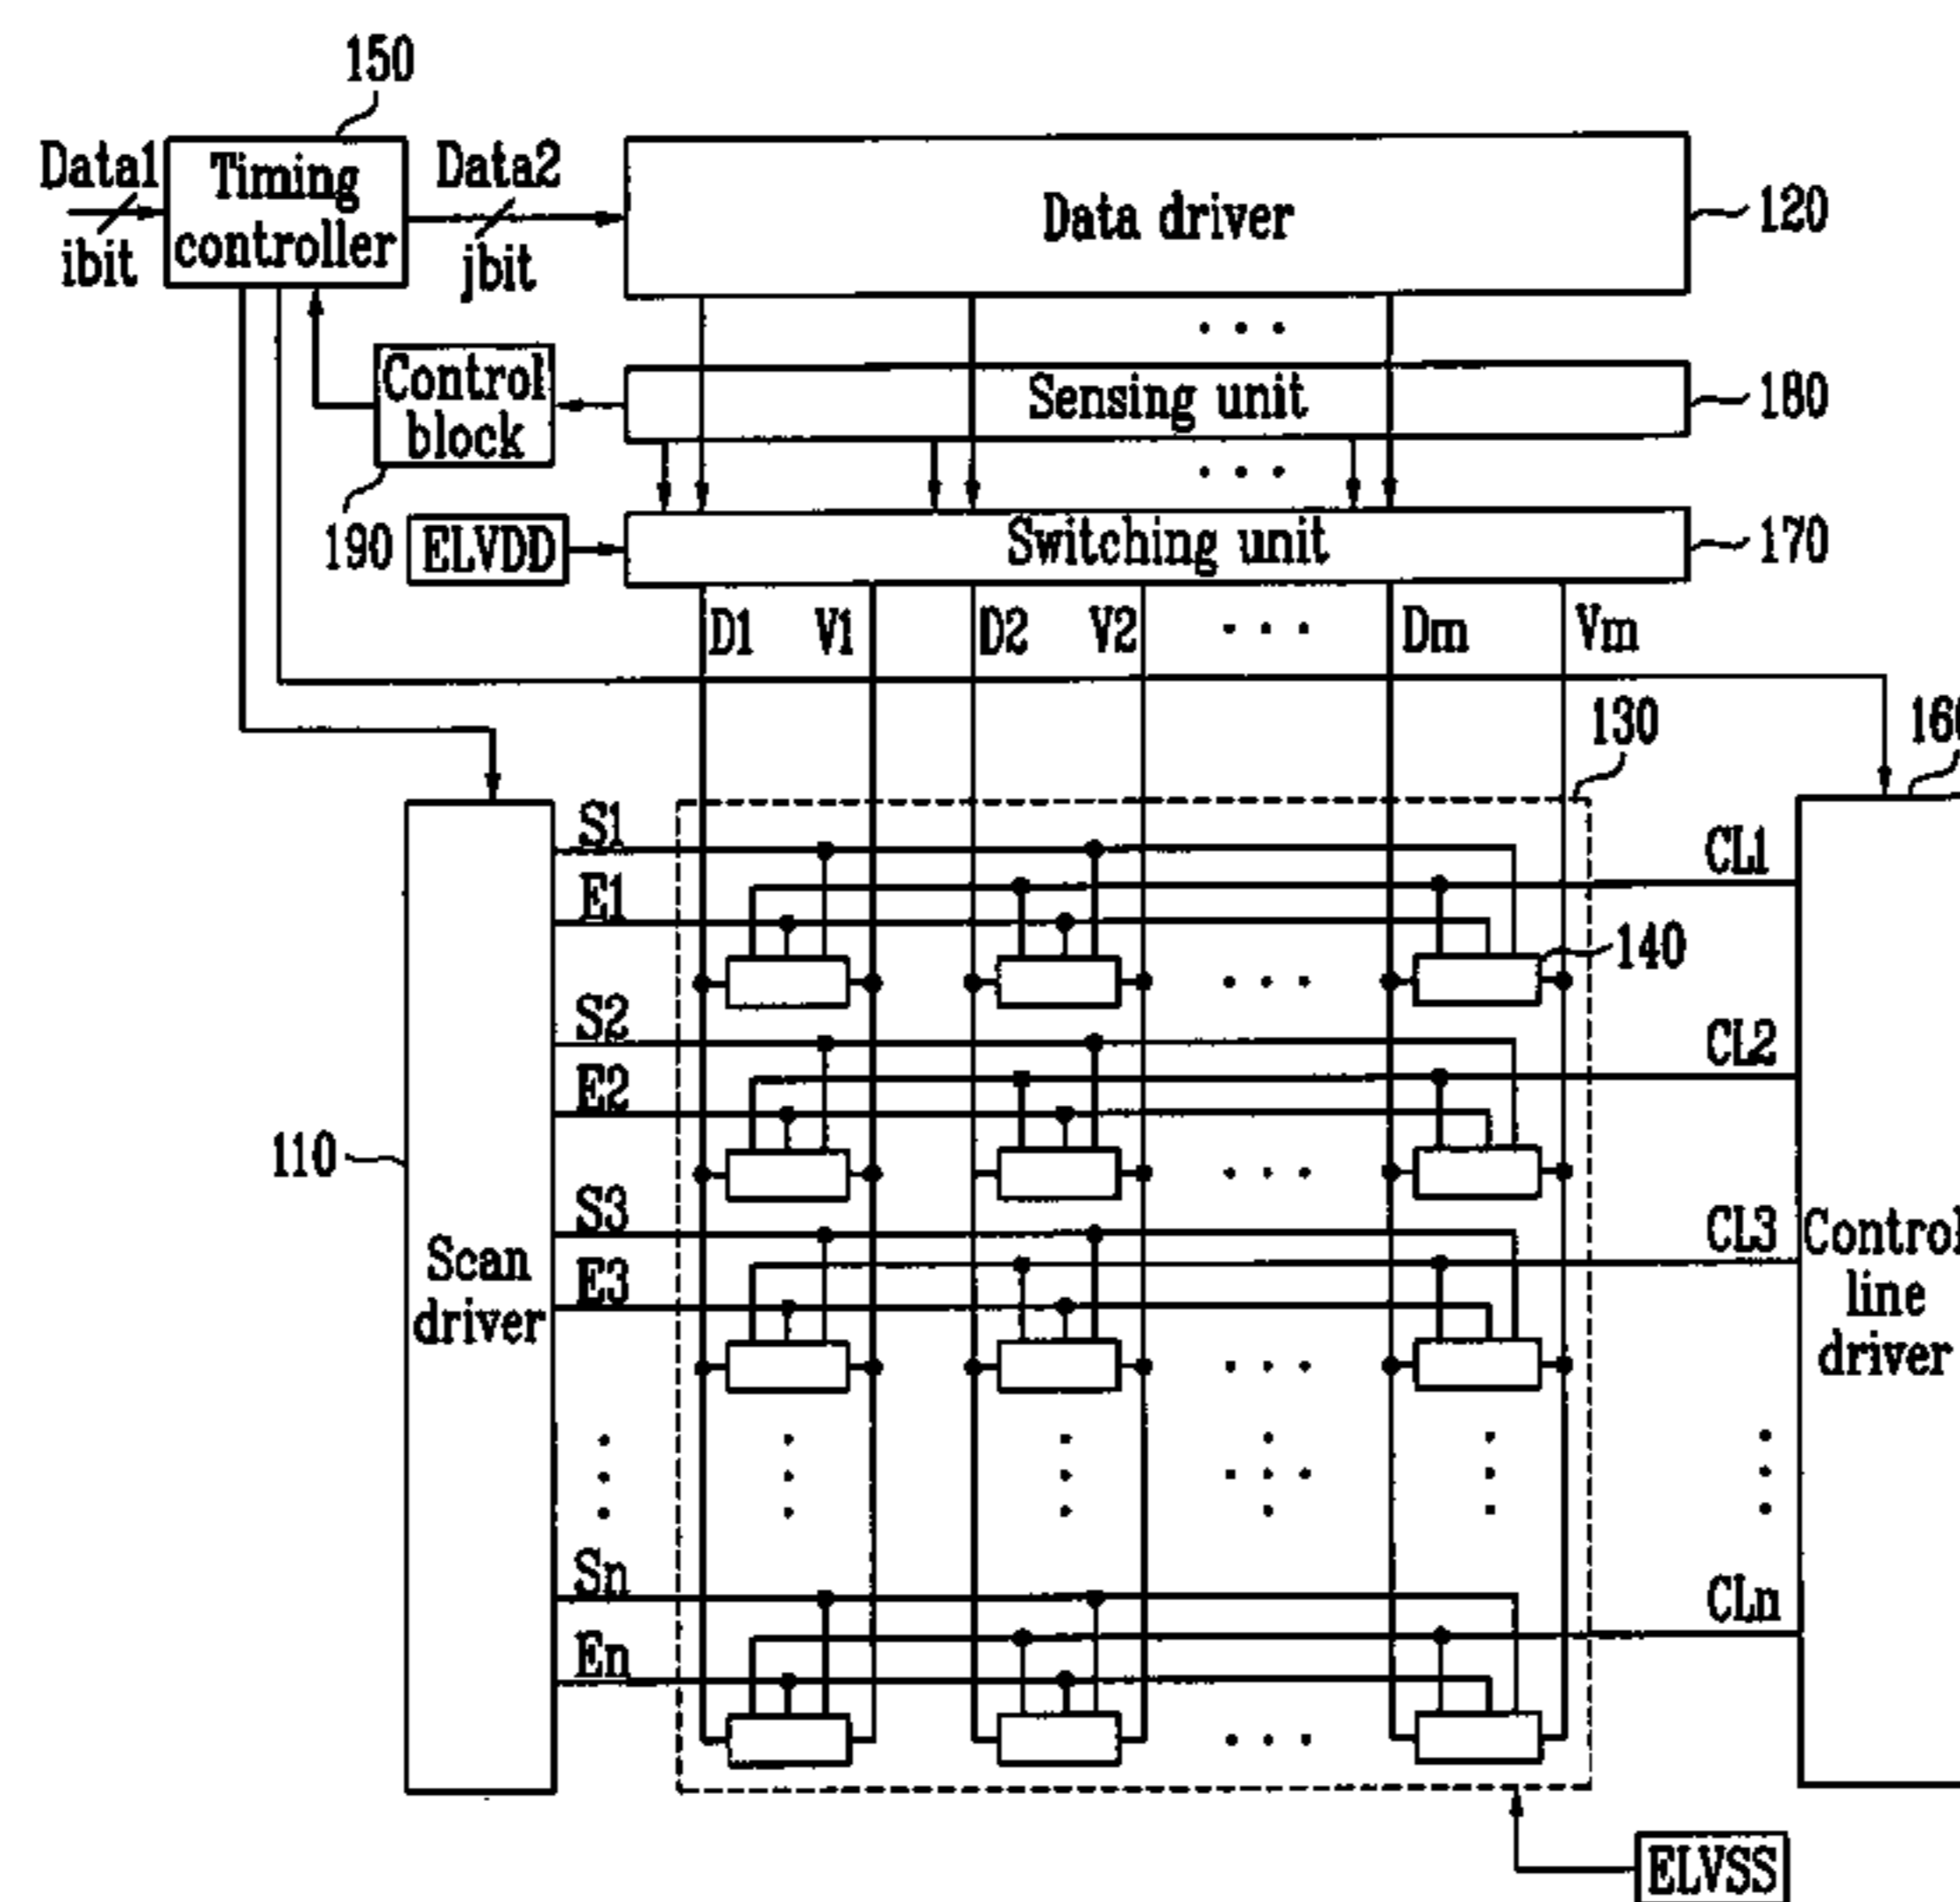 150
Data1
ibit
Timing
controller
Data2
jbit
Data driver
120
Control
block
190
Sensing unit
180
ELVDD
Switching unit
170
D1 V1 D2 V2 Dm Vm
130
S1
E1
CL1
140
S2
E2
CL2
110
Scan
driver
S3
E3
CL3
Control
line
driver
Sn
En
CLn
ELVSS